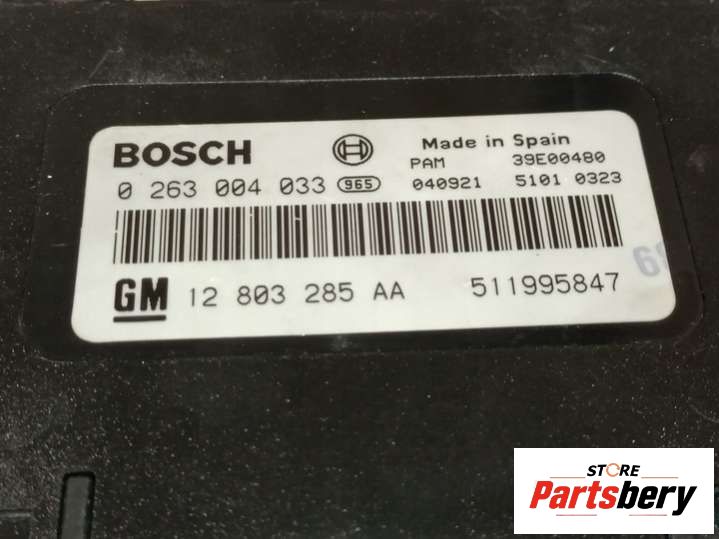 BOSCH
Made in Spain
PAM 39E00480
0 263 004 033 965 040921 5101 0323
GM 12 803 285 AA 511995847
STORE
Partsbery